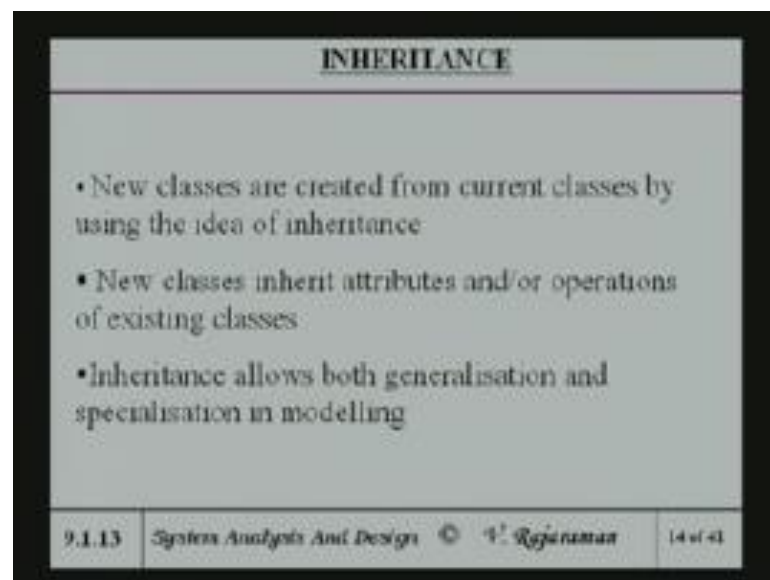 INHERITANCE
• New classes are created from current classes by
using the idea of inheritance
• New classes inherit attributes and/or operations
of existing classes
•Inheritance allows both generalisation and
specialisation in modelling
9.1.13 System Analysis And Design © V. Rajaraman 14 of 41